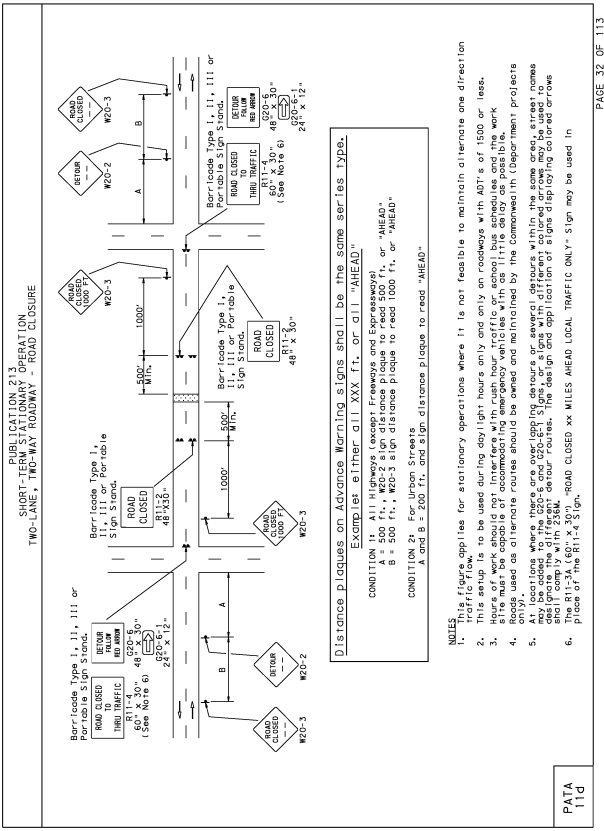 PUBLICATION 213
SHORT-TERM STATIONARY OPERATION
TWO-LANE, TWO-WAY ROADWAY - ROAD CLOSURE
Barricade Type I, II, III or
Portable Sign Stand.
ROAD CLOSED
TO
THRU TRAFFIC
R11-4
60" x 30"
(See Note 6)
DETOUR
FOLLOW
RED ARROW
G20-6
48" x 30"
G20-6-1
24" x 12"
ROAD
CLOSED
--
W20-3
DETOUR
--
W20-2
B
A
Barricade Type I,
II, III or Portable
Sign Stand.
ROAD
CLOSED
R11-2
48"X30"
ROAD
CLOSED
1000 FT.
W20-3
1000'
500'
Min.
500'
Min.
1000'
ROAD
CLOSED
1000 FT.
W20-3
Barricade Type I,
II, III or Portable
Sign Stand.
ROAD
CLOSED
R11-2
48" x 30"
A
B
DETOUR
--
W20-2
ROAD
CLOSED
--
W20-3
Barricade Type I, II, III or
Portable Sign Stand.
ROAD CLOSED
TO
THRU TRAFFIC
R11-4
60" x 30"
(See Note 6)
DETOUR
FOLLOW
RED ARROW
G20-6
48" x 30"
G20-6-1
24" x 12"
Distance plaques on Advance Warning signs shall be the same series type.
Example: either all XXX ft. or all "AHEAD"
CONDITION 1: All Highways (except Freeways and Expressways)
A = 500 ft., W20-2 sign distance plaque to read 500 ft. or "AHEAD"
B = 500 ft., W20-3 sign distance plaque to read 1000 ft. or "AHEAD"
CONDITION 2: For Urban Streets
A and B = 200 ft. and sign distance plaque to read "AHEAD"
NOTES
1. This figure applies for stationary operations where it is not feasible to maintain alternate one direction
traffic flow.
2. This setup is to be used during daylight hours only and only on roadways with ADT's of 1500 or less.
3. Hours of work should not interfere with rush hour traffic or school bus schedules and the work
site must be capable of accommodating emergency vehicles with as little delay as possible.
4. Roads used as alternate routes should be owned and maintained by the Commonwealth (Department projects
only).
5. At locations where there are overlapping detours or several detours within the same area, street names
may be added to the G20-6 and G20-6-1 Signs, or signs with different colored arrows may be used to
designate the different detour routes. The design and application of signs displaying colored arrows
shall comply with 236M.
6. The R11-3A (60" x 30") "ROAD CLOSED xx MILES AHEAD LOCAL TRAFFIC ONLY" Sign may be used in
place of the R11-4 Sign.
PATA
11d
PAGE 32 OF 113